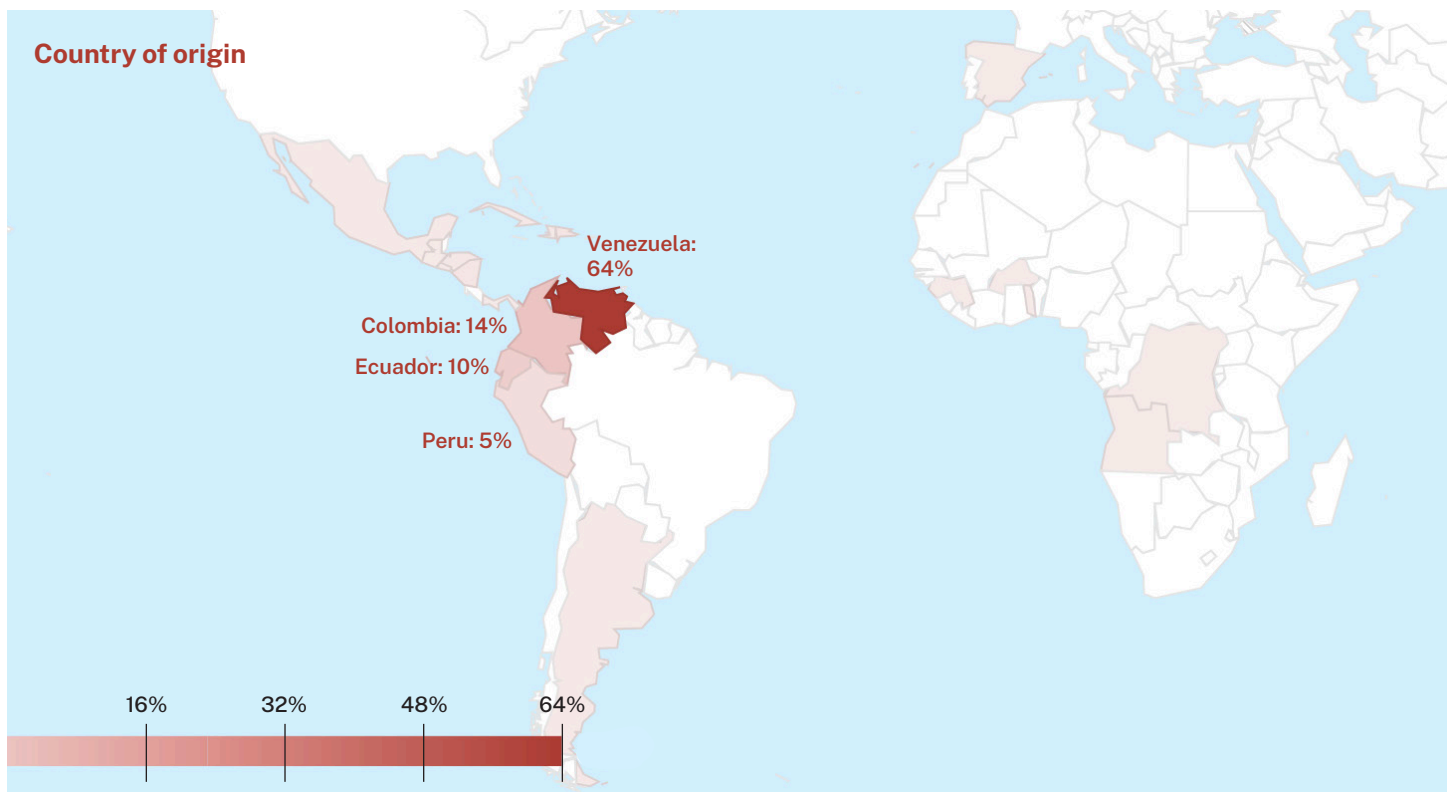 Country of origin
Venezuela:
64%
Colombia: 14%
Ecuador: 10%
Peru: 5%
16%
32%
48%
64%